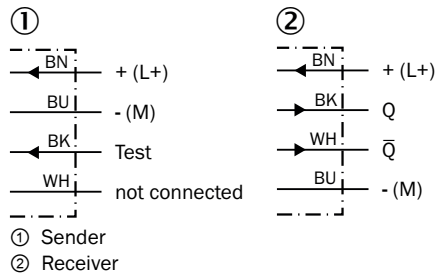 ① ②
BN + (L+)
BU - (M)
BK Test
WH not connected
BN + (L+)
BK Q
WH Q̅
BU - (M)
① Sender
② Receiver